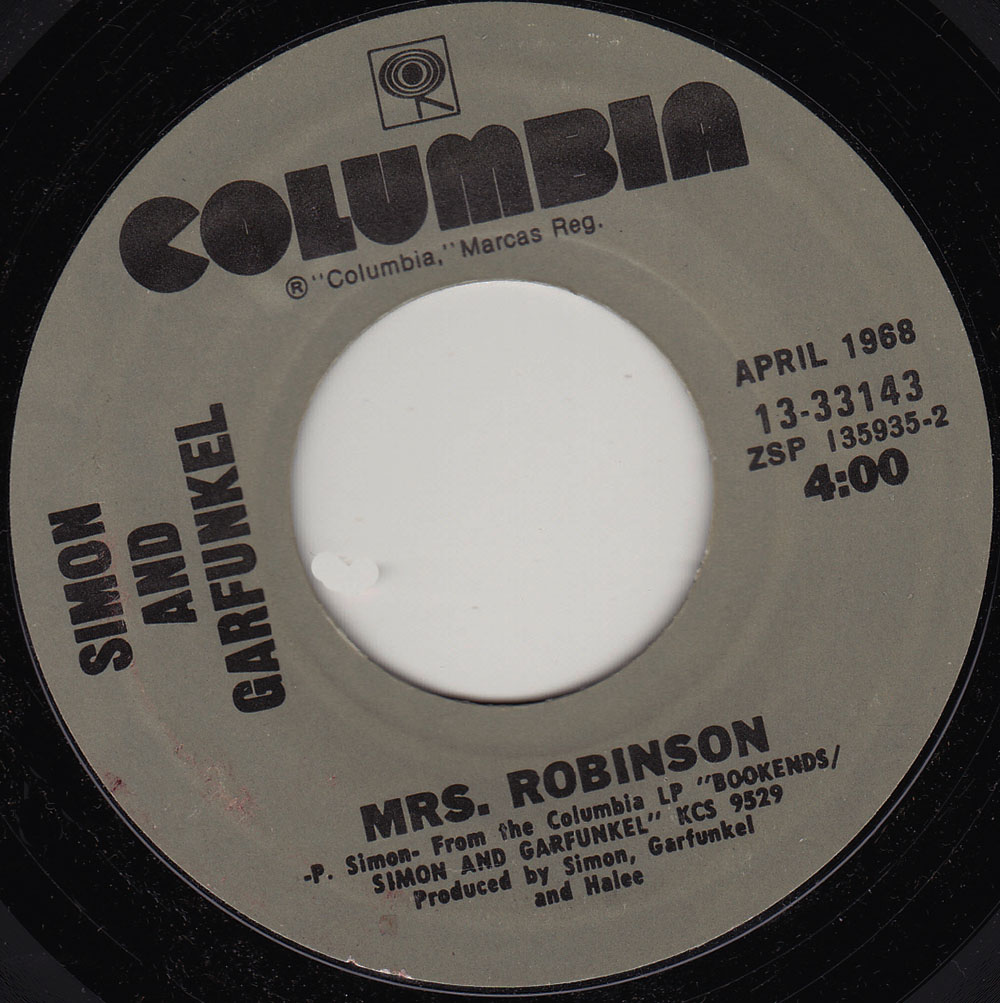 COLUMBIA
® "Columbia," Marcas Reg.
APRIL 1968
13-33143
ZSP 135935-2
4:00
SIMON
AND
GARFUNKEL
MRS. ROBINSON
-P. Simon- From the Columbia LP "BOOKENDS/
SIMON AND GARFUNKEL" KCS 9529
Produced by Simon, Garfunkel
and Halee